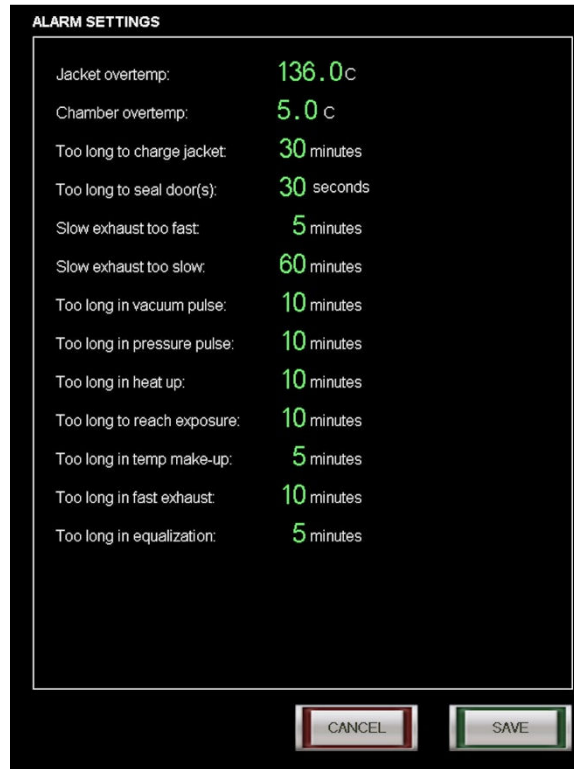 ALARM SETTINGS
Jacket overtemp: 136.0C
Chamber overtemp: 5.0 C
Too long to charge jacket: 30 minutes
Too long to seal door(s): 30 seconds
Slow exhaust too fast: 5 minutes
Slow exhaust too slow: 60 minutes
Too long in vacuum pulse: 10 minutes
Too long in pressure pulse: 10 minutes
Too long in heat up: 10 minutes
Too long to reach exposure: 10 minutes
Too long in temp make-up: 5 minutes
Too long in fast exhaust: 10 minutes
Too long in equalization: 5 minutes
CANCEL SAVE